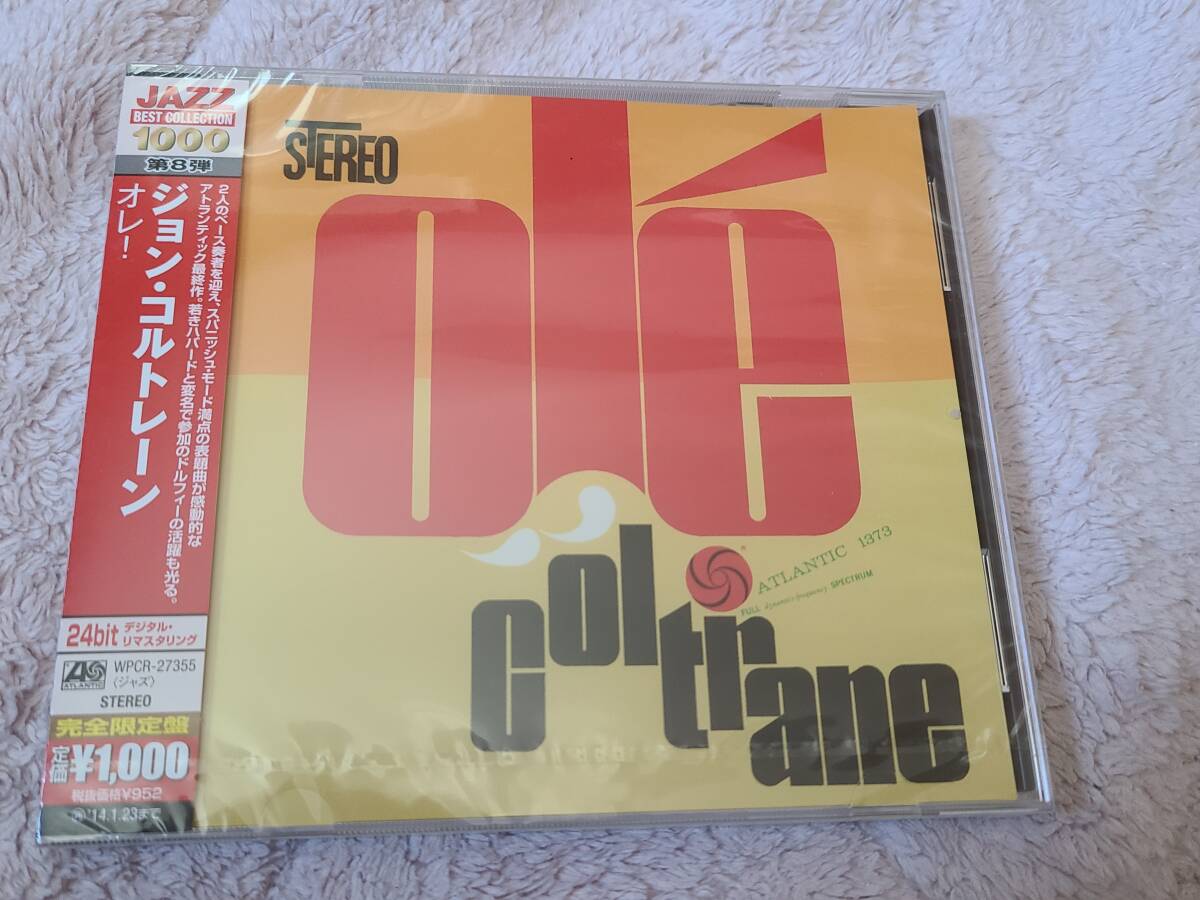 JAZZ
BEST COLLECTION
1000
第8弾
2人のベース奏者を迎え、スパニッシュ・モード満点の表題曲が感動的な
アトランティック最終作。若きハバードと変名で参加のドルフィーの活躍も光る。
ジョン・コルトレーン
オレ!
24bit デジタル・
リマスタリング
ATLANTIC
WPCR-27355
〈ジャズ〉
STEREO
完全限定盤
定価 ¥1,000
税抜価格¥952
'14.1.23まで
STEREO
olé
coltrane
ATLANTIC 1373
FULL dynamics-frequency SPECTRUM